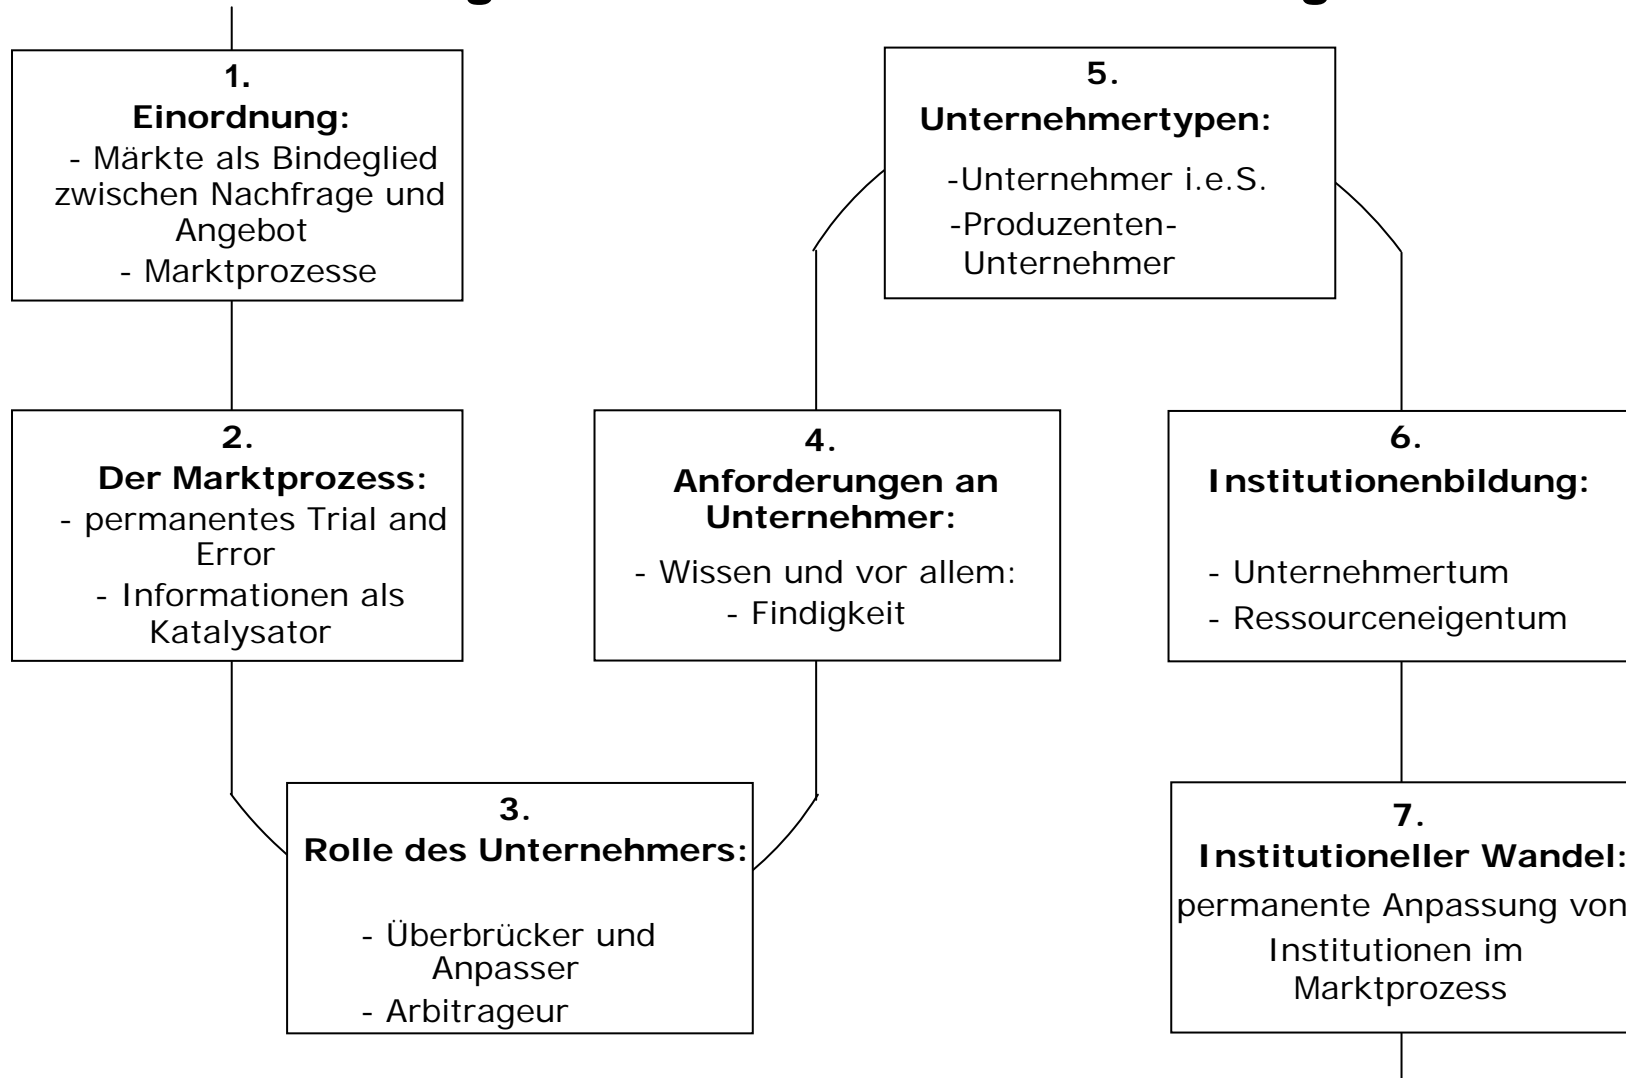 1.
Einordnung:
- Märkte als Bindeglied
zwischen Nachfrage und
Angebot
- Marktprozesse
2.
Der Marktprozess:
- permanentes Trial and
Error
- Informationen als
Katalysator
3.
Rolle des Unternehmers:
- Überbrücker und
Anpasser
- Arbitrageur
4.
Anforderungen an
Unternehmer:
- Wissen und vor allem:
- Findigkeit
5.
Unternehmertypen:
-Unternehmer i.e.S.
-Produzenten-
Unternehmer
6.
Institutionenbildung:
- Unternehmertum
- Ressourceneigentum
7.
Institutioneller Wandel:
permanente Anpassung von
Institutionen im
Marktprozess